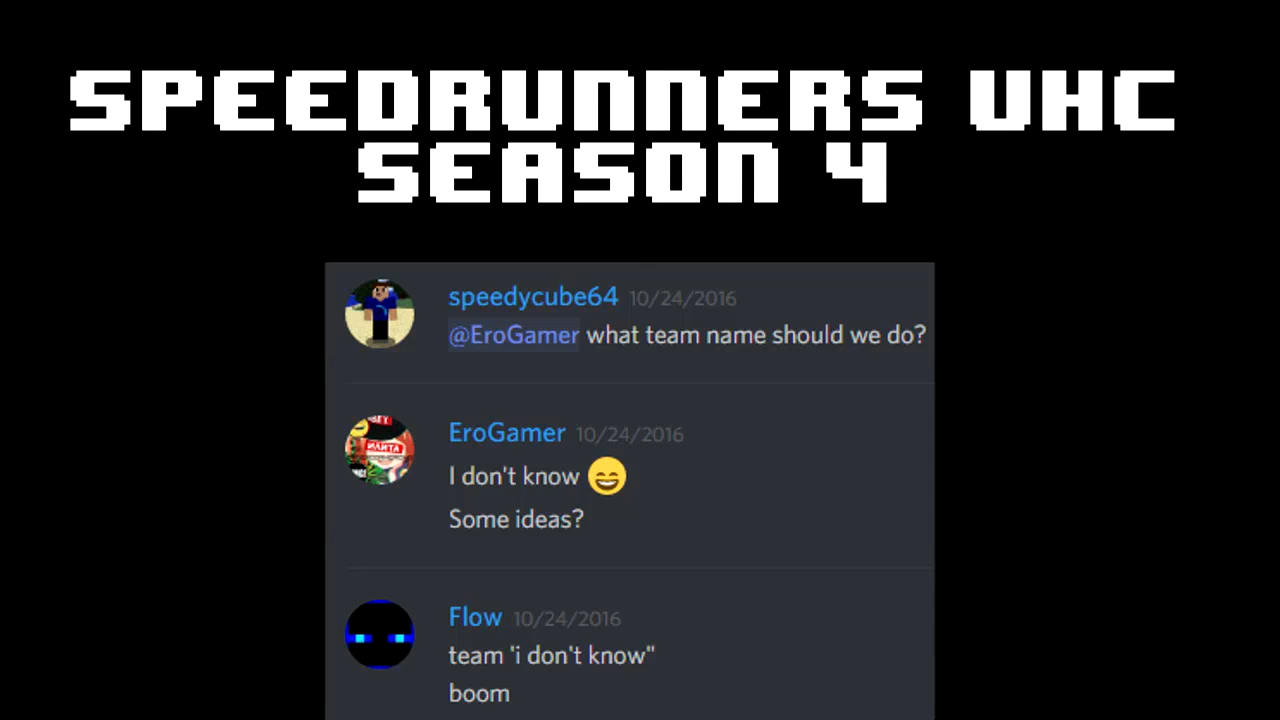 SPEEDRUNNERS UHC
SEASON 4
speedycube64 10/24/2016
@EroGamer what team name should we do?
EroGamer 10/24/2016
I don't know 😄
Some ideas?
Flow 10/24/2016
team 'i don't know"
boom